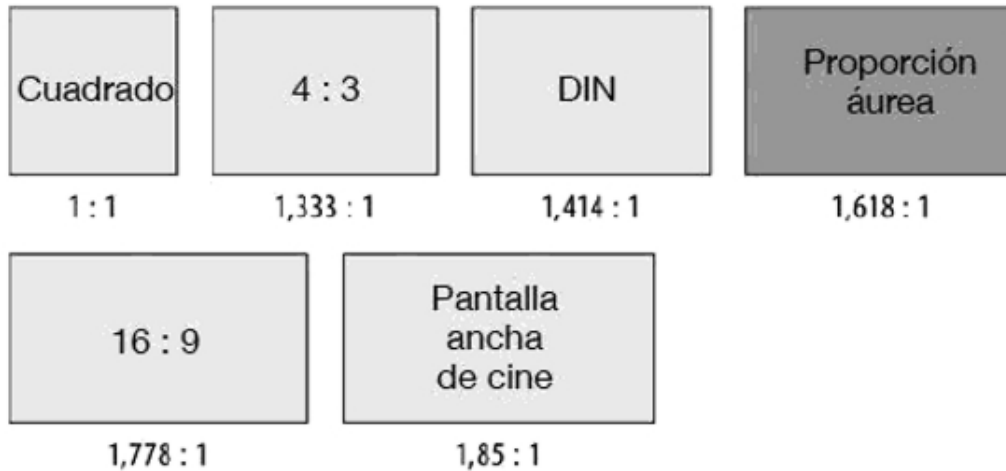 Cuadrado
4 : 3
DIN
Proporción
áurea
1 : 1
1,333 : 1
1,414 : 1
1,618 : 1
16 : 9
Pantalla
ancha
de cine
1,778 : 1
1,85 : 1